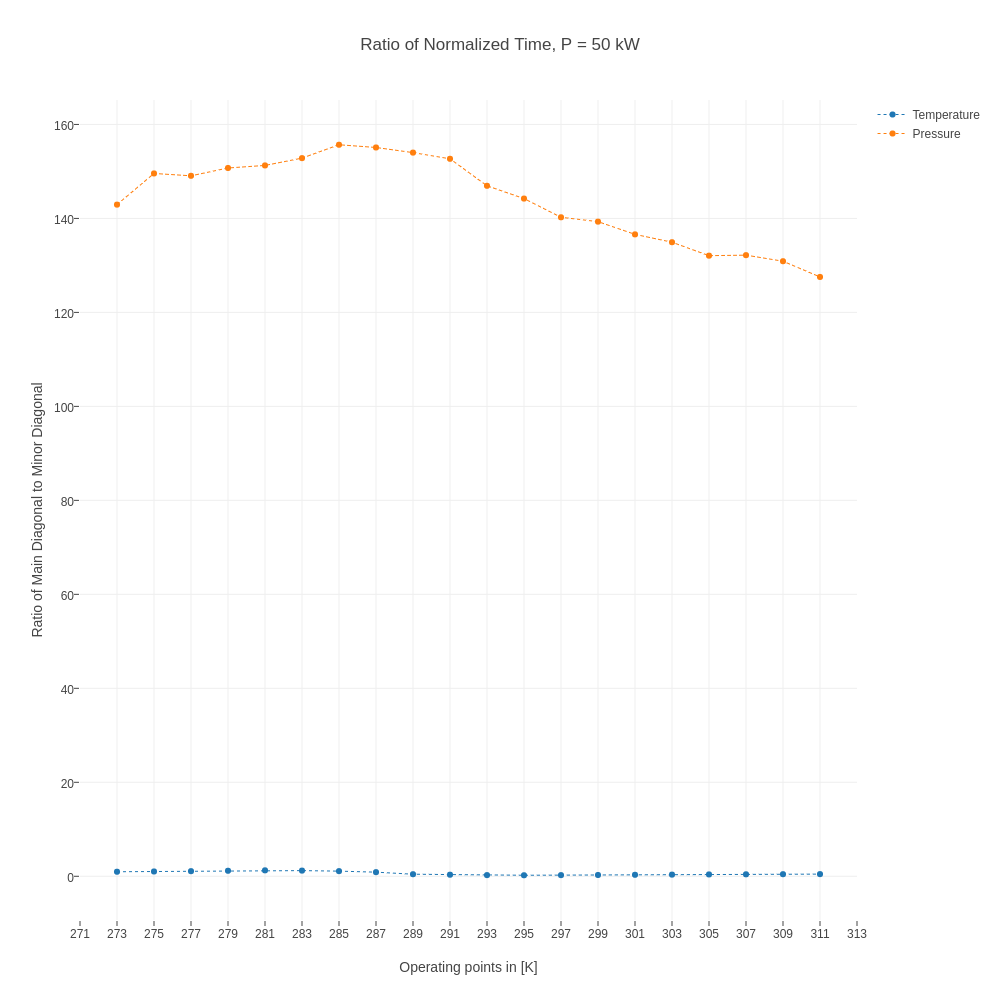 Ratio of Normalized Time, P = 50 kW
Temperature
Pressure
160
140
120
100
80
60
40
20
0
Ratio of Main Diagonal to Minor Diagonal
271 273 275 277 279 281 283 285 287 289 291 293 295 297 299 301 303 305 307 309 311 313
Operating points in [K]